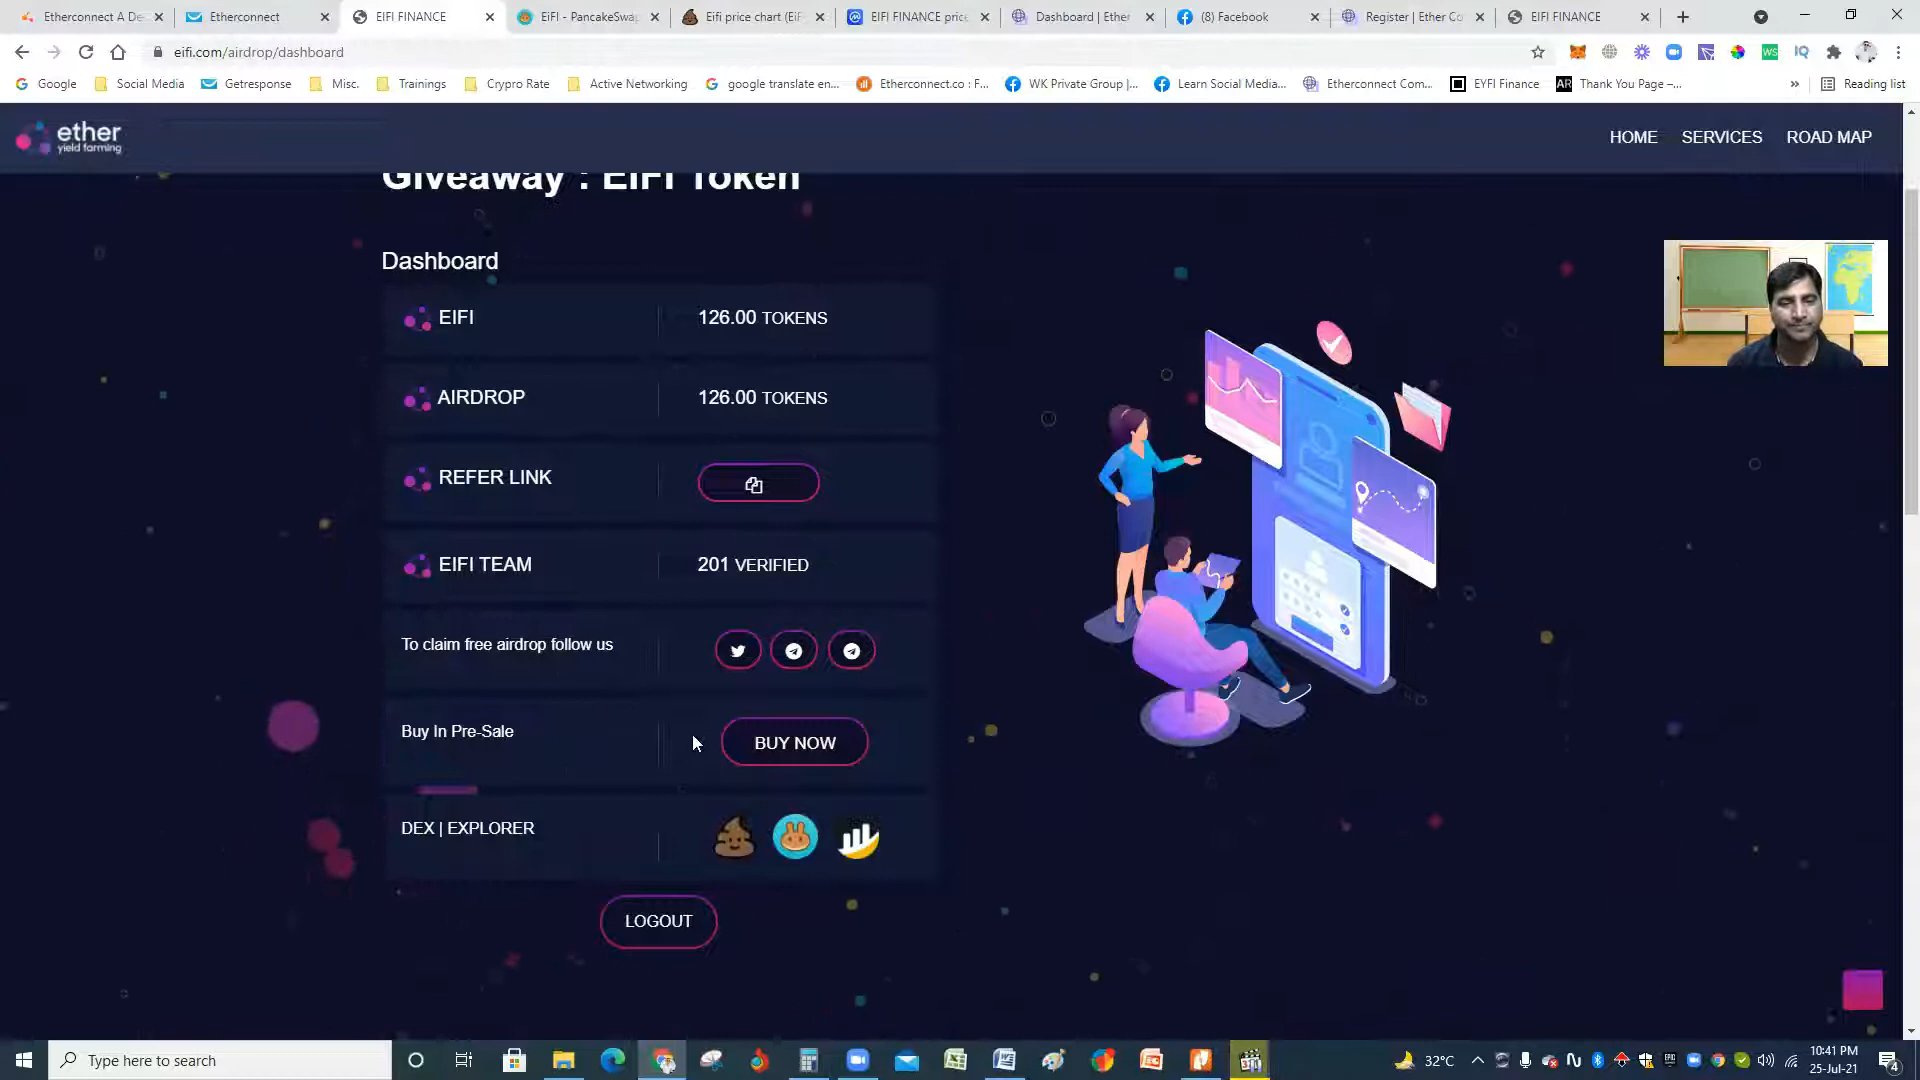 Etherconnect A De
Etherconnect
EIFI FINANCE
EiFI - PancakeSwap
Eifi price chart (EiF
EIFI FINANCE price
Dashboard | Ether
(8) Facebook
Register | Ether Co
EIFI FINANCE
eifi.com/airdrop/dashboard
Google
Social Media
Getresponse
Misc.
Trainings
Crypro Rate
Active Networking
google translate en...
Etherconnect.co : F...
WK Private Group |...
Learn Social Media...
Etherconnect Com...
EYFI Finance
Thank You Page –...
Reading list
ether
yield farming
HOME
SERVICES
ROAD MAP
Giveaway : EIFI Token
Dashboard
EIFI
126.00 TOKENS
AIRDROP
126.00 TOKENS
REFER LINK
EIFI TEAM
201 VERIFIED
To claim free airdrop follow us
Buy In Pre-Sale
BUY NOW
DEX | EXPLORER
LOGOUT
Type here to search
32°C
10:41 PM
25-Jul-21
4